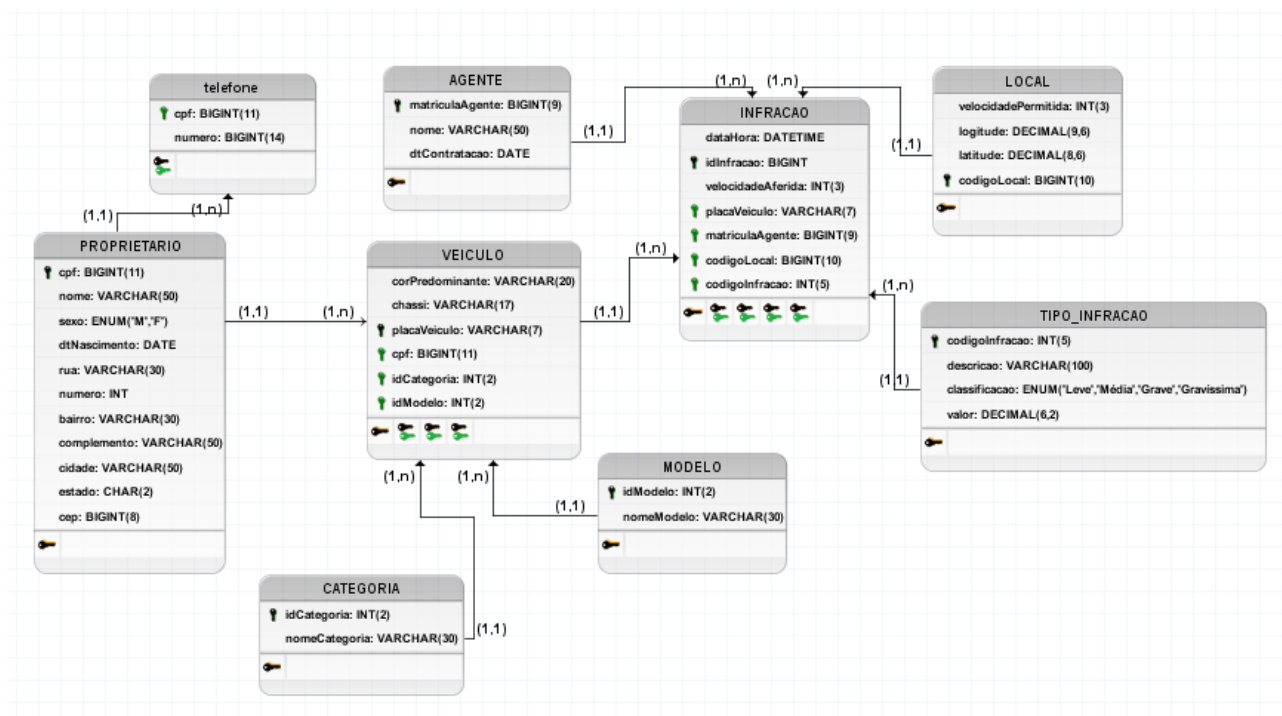 telefone
cpf: BIGINT(11)
numero: BIGINT(14)
AGENTE
matriculaAgente: BIGINT(9)
nome: VARCHAR(50)
dtContratacao: DATE
(1,1)
(1,n)
(1,n)
INFRACAO
dataHora: DATETIME
idInfracao: BIGINT
velocidadeAferida: INT(3)
placaVeiculo: VARCHAR(7)
matriculaAgente: BIGINT(9)
codigoLocal: BIGINT(10)
codigoInfracao: INT(5)
LOCAL
velocidadePermitida: INT(3)
logitude: DECIMAL(9,6)
latitude: DECIMAL(8,6)
codigoLocal: BIGINT(10)
(1,1)
(1,1)
(1,n)
PROPRIETARIO
cpf: BIGINT(11)
nome: VARCHAR(50)
sexo: ENUM("M","F")
dtNascimento: DATE
rua: VARCHAR(30)
numero: INT
bairro: VARCHAR(30)
complemento: VARCHAR(50)
cidade: VARCHAR(50)
estado: CHAR(2)
cep: BIGINT(8)
(1,1)
(1,n)
VEICULO
corPredominante: VARCHAR(20)
chassi: VARCHAR(17)
placaVeiculo: VARCHAR(7)
cpf: BIGINT(11)
idCategoria: INT(2)
idModelo: INT(2)
(1,n)
(1,1)
(1,n)
TIPO_INFRACAO
codigoInfracao: INT(5)
descricao: VARCHAR(100)
classificacao: ENUM("Leve","Média","Grave","Gravissima")
valor: DECIMAL(6,2)
(1,1)
(1,n)
(1,n)
MODELO
idModelo: INT(2)
nomeModelo: VARCHAR(30)
(1,1)
CATEGORIA
idCategoria: INT(2)
nomeCategoria: VARCHAR(30)
(1,1)